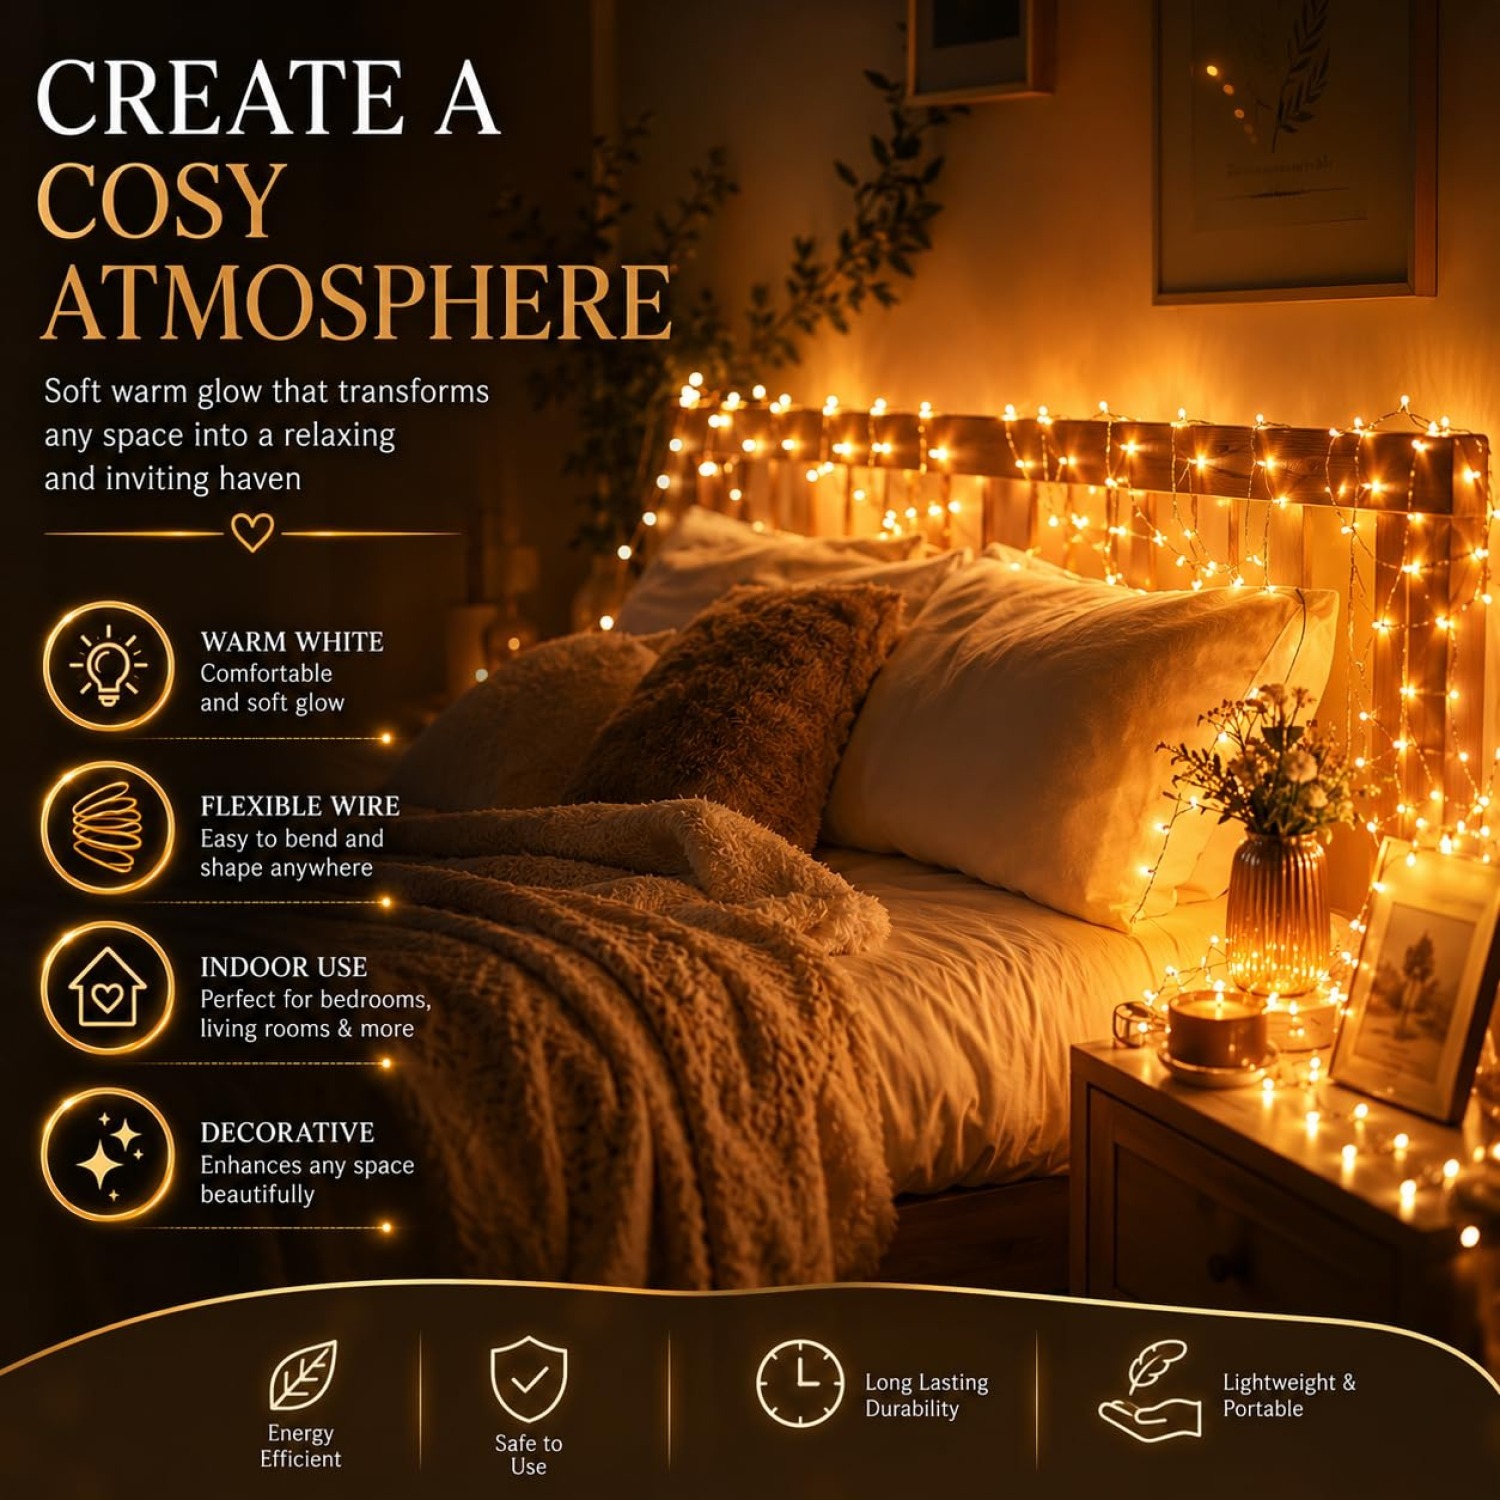 CREATE A
COSY
ATMOSPHERE
Soft warm glow that transforms
any space into a relaxing
and inviting haven
WARM WHITE
Comfortable
and soft glow
FLEXIBLE WIRE
Easy to bend and
shape anywhere
INDOOR USE
Perfect for bedrooms,
living rooms & more
DECORATIVE
Enhances any space
beautifully
Energy
Efficient
Safe to
Use
Long Lasting
Durability
Lightweight &
Portable